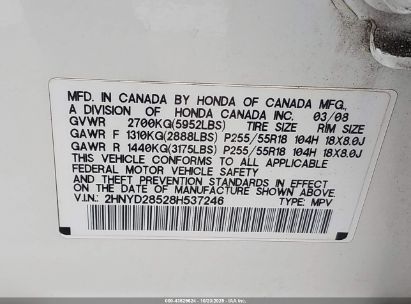 MFD. IN CANADA BY HONDA OF CANADA MFG.,
A DIVISION OF HONDA CANADA INC. 03/08
GVWR 2700KG(5952LBS) TIRE SIZE RIM SIZE
GAWR F 1310KG(2888LBS) P255/55R18 104H 18X8.0J
GAWR R 1440KG(3175LBS) P255/55R18 104H 18X8.0J
THIS VEHICLE CONFORMS TO ALL APPLICABLE
FEDERAL MOTOR VEHICLE SAFETY
AND THEFT PREVENTION STANDARDS IN EFFECT
ON THE DATE OF MANUFACTURE SHOWN ABOVE
V.I.N.: 2HNYD28528H537246 TYPE: MPV